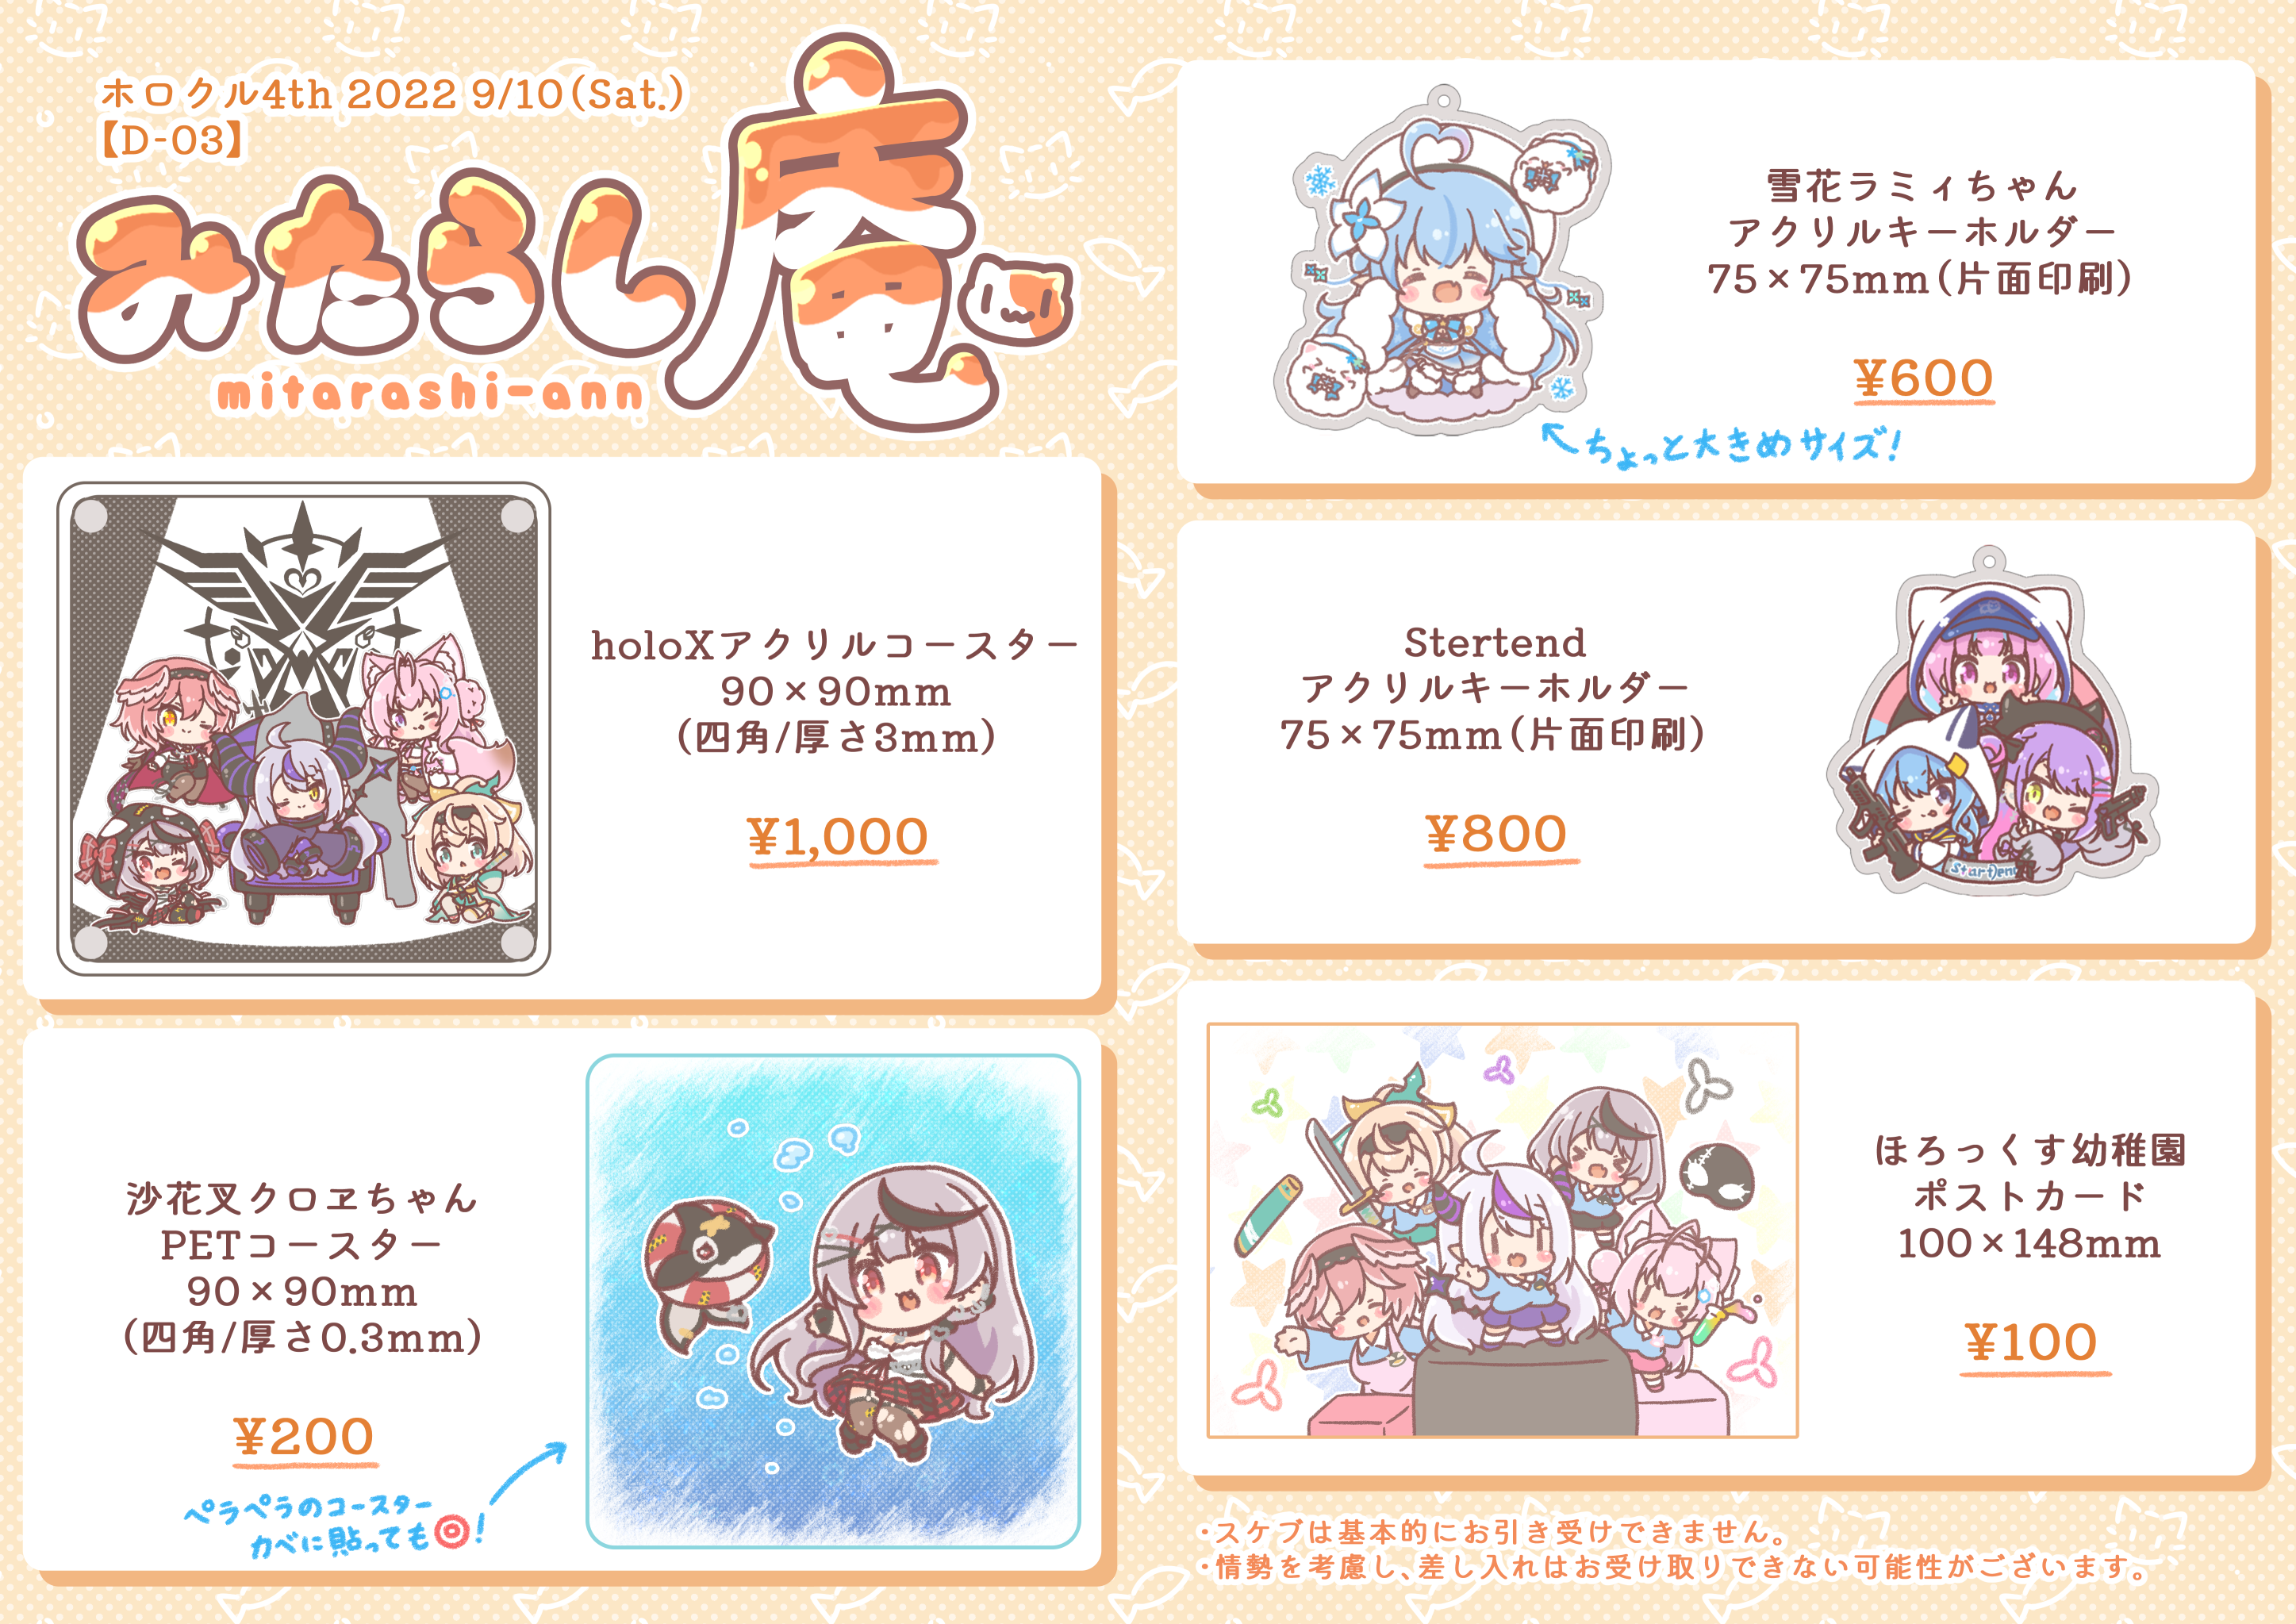 ホロクル4th 2022 9/10(Sat.)
【D-03】
みたらし庵
mitarashi-ann
holoXアクリルコースター
90×90mm
(四角/厚さ3mm)
¥1,000
沙花叉クロヱちゃん
PETコースター
90×90mm
(四角/厚さ0.3mm)
¥200
ペラペラのコースター
カベに貼っても◎!
雪花ラミィちゃん
アクリルキーホルダー
75×75mm(片面印刷)
¥600
ちょっと大きめサイズ!
Stertend
アクリルキーホルダー
75×75mm(片面印刷)
¥800
Startend
ほろっくす幼稚園
ポストカード
100×148mm
¥100
・スケブは基本的にお引き受けできません。
・情勢を考慮し、差し入れはお受け取りできない可能性がございます。